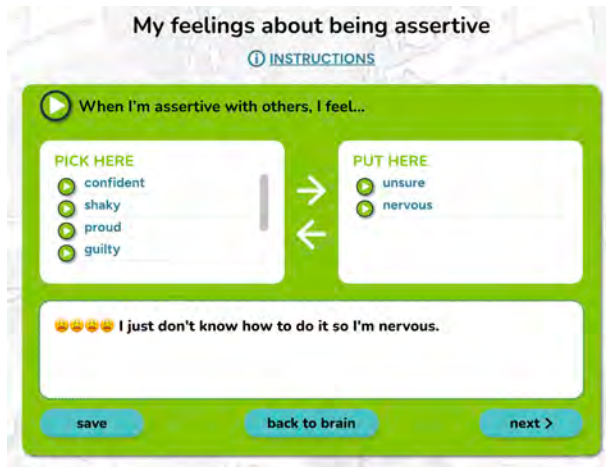 My feelings about being assertive
INSTRUCTIONS
When I'm assertive with others, I feel...
PICK HERE
confident
shaky
proud
guilty
PUT HERE
unsure
nervous
😩😩😩😩 I just don't know how to do it so I'm nervous.
save
back to brain
next >